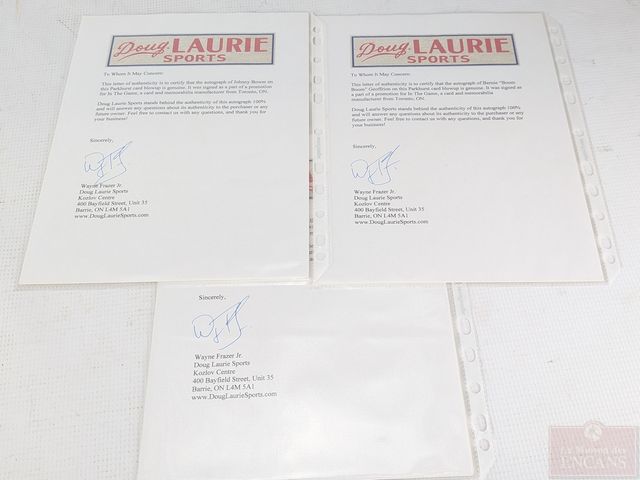 Doug LAURIE
SPORTS
To Whom It May Concern:
This letter of authenticity is to certify that the autograph of Johnny Bower on
this Parkhurst card blowup is genuine. It was signed as a part of a promotion
for In The Game, a card and memorabilia manufacturer from Toronto, ON.
Doug Laurie Sports stands behind the authenticity of this autograph 100%
and will answer any questions about its authenticity to the purchaser or any
future owner. Feel free to contact us with any questions, and thank you for
your business!
Sincerely,
Wayne Frazer Jr.
Doug Laurie Sports
Kozlov Centre
400 Bayfield Street, Unit 35
Barrie, ON L4M 5A1
www.DougLaurieSports.com
Doug LAURIE
SPORTS
To Whom It May Concern:
This letter of authenticity is to certify that the autograph of Bernie "Boom
Boom" Geoffrion on this Parkhurst card blowup is genuine. It was signed as
a part of a promotion for In The Game, a card and memorabilia
manufacturer from Toronto, ON.
Doug Laurie Sports stands behind the authenticity of this autograph 100%
and will answer any questions about its authenticity to the purchaser or any
future owner. Feel free to contact us with any questions, and thank you for
your business!
Sincerely,
Wayne Frazer Jr.
Doug Laurie Sports
Kozlov Centre
400 Bayfield Street, Unit 35
Barrie, ON L4M 5A1
www.DougLaurieSports.com
Sincerely,
Wayne Frazer Jr.
Doug Laurie Sports
Kozlov Centre
400 Bayfield Street, Unit 35
Barrie, ON L4M 5A1
www.DougLaurieSports.com
La Maison des
ENCANS